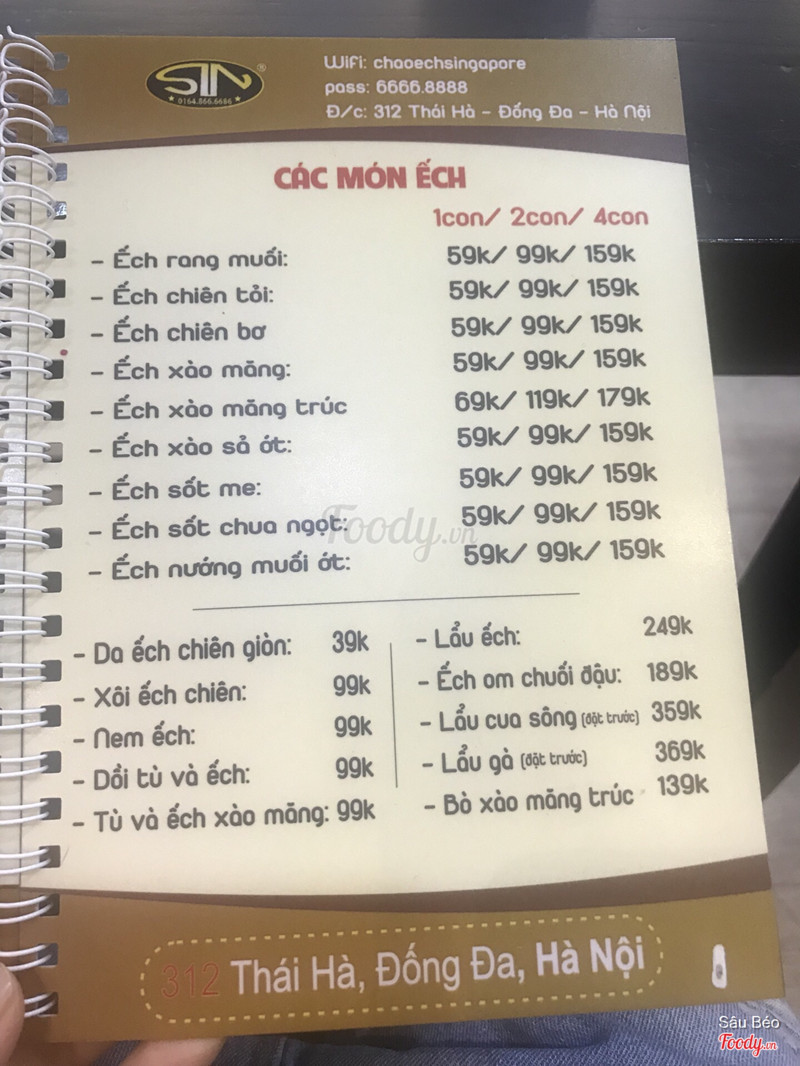 SIN®
0164.866.6686
Wifi: chaoechsingapore
pass: 6666.8888
Đ/c: 312 Thái Hà - Đống Đa - Hà Nội
CÁC MÓN ẾCH
1con/ 2con/ 4con
- Ếch rang muối: 59k/ 99k/ 159k
- Ếch chiên tỏi: 59k/ 99k/ 159k
- Ếch chiên bơ 59k/ 99k/ 159k
- Ếch xào măng: 59k/ 99k/ 159k
- Ếch xào măng trúc 69k/ 119k/ 179k
- Ếch xào sả ớt: 59k/ 99k/ 159k
- Ếch sốt me: 59k/ 99k/ 159k
- Ếch sốt chua ngọt: 59k/ 99k/ 159k
- Ếch nướng muối ớt: 59k/ 99k/ 159k
Foody.vn
- Da ếch chiên giòn: 39k
- Xôi ếch chiên: 99k
- Nem ếch: 99k
- Dồi tù và ếch: 99k
- Tù và ếch xào măng: 99k
- Lẩu ếch: 249k
- Ếch om chuối đậu: 189k
- Lẩu cua sông (đặt trước) 359k
- Lẩu gà (đặt trước) 369k
- Bò xào măng trúc 139k
312 Thái Hà, Đống Đa, Hà Nội
Sâu Béo
Foody.vn